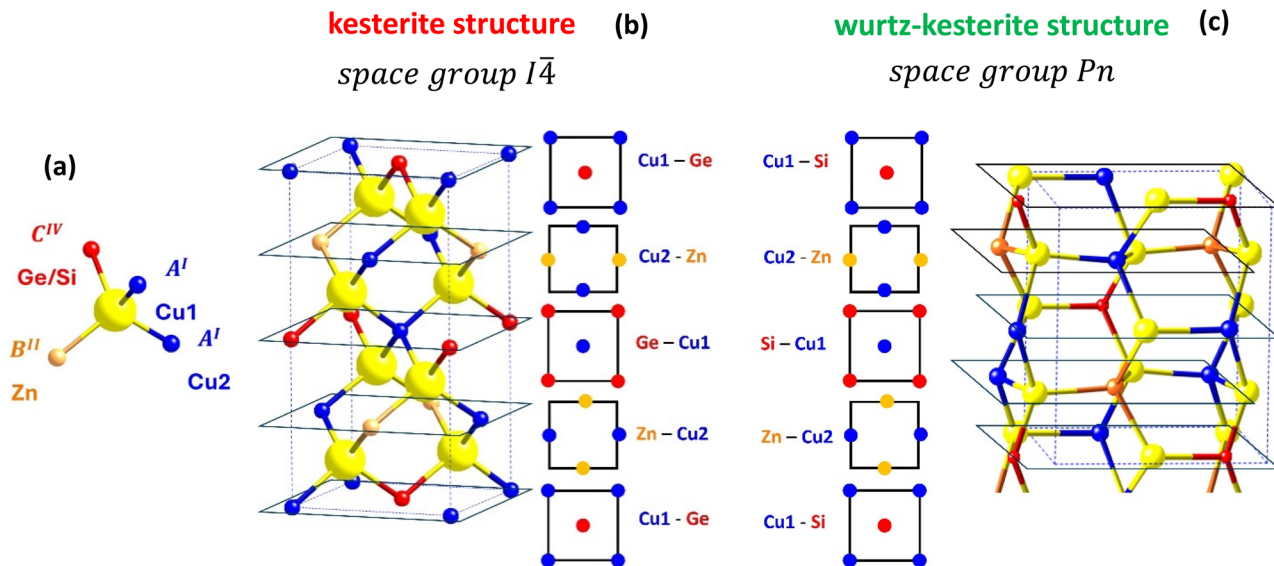 kesterite structure
(b)
wurtz-kesterite structure
(c)
space group I4̅
space group Pn
(a)
C^IV
Ge/Si
A^I
Cu1
A^I
B^II
Cu2
Zn
Cu1 – Ge
Cu2 - Zn
Ge – Cu1
Zn – Cu2
Cu1 - Ge
Cu1 – Si
Cu2 - Zn
Si – Cu1
Zn – Cu2
Cu1 - Si